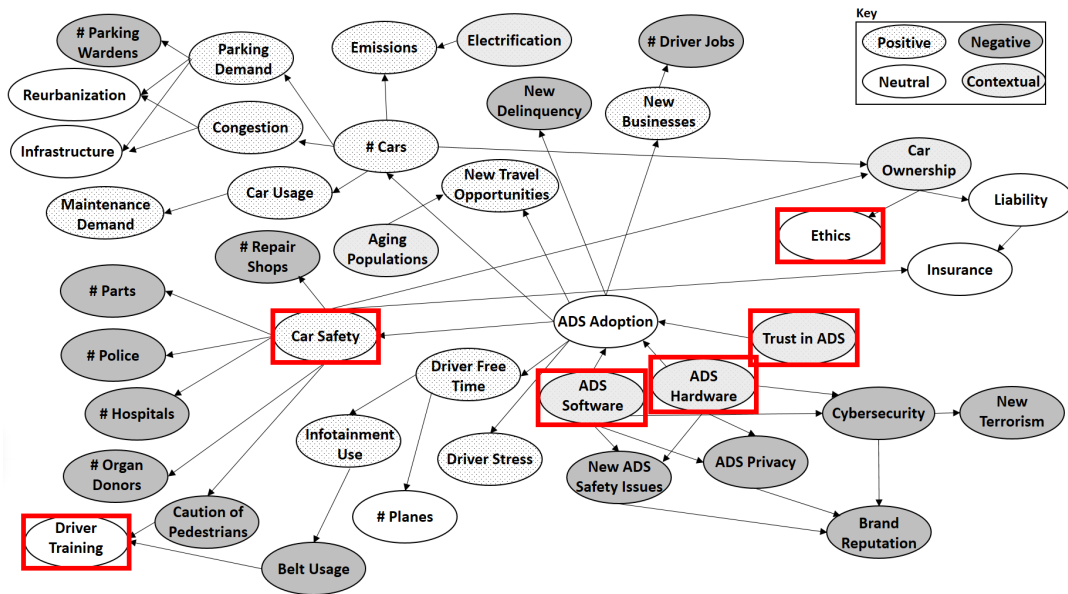 Key
Positive
Negative
Neutral
Contextual
# Parking
Wardens
Parking
Demand
Emissions
Electrification
# Driver Jobs
Reurbanization
New
Delinquency
New
Businesses
Congestion
Infrastructure
# Cars
Car
Ownership
New Travel
Opportunities
Car Usage
Maintenance
Demand
Liability
Ethics
# Repair
Shops
Aging
Populations
Insurance
# Parts
Car Safety
ADS Adoption
Trust in ADS
# Police
Driver Free
Time
ADS
Software
ADS
Hardware
# Hospitals
Cybersecurity
New
Terrorism
Infotainment
Use
Driver Stress
New ADS
Safety Issues
ADS Privacy
# Organ
Donors
Caution of
Pedestrians
# Planes
Driver
Training
Brand
Reputation
Belt Usage